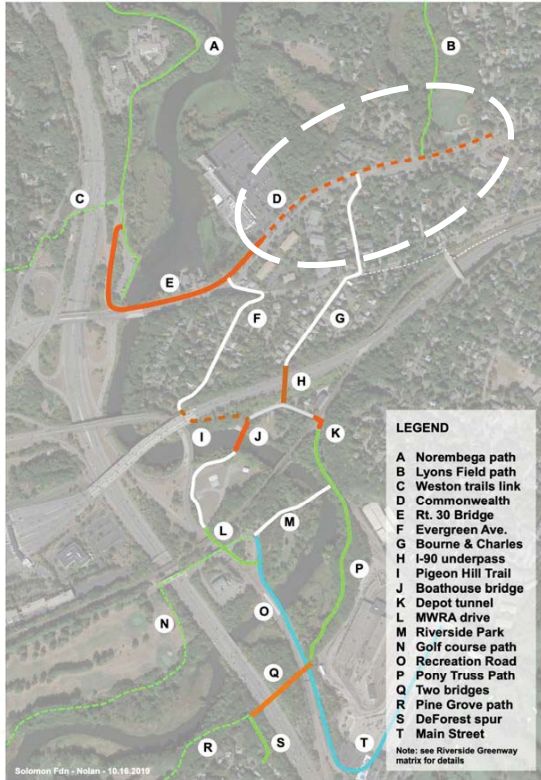 A
B
C
D
E
F
G
H
I
J
K
L
M
N
O
P
Q
R
S
T
LEGEND
A Norembega path
B Lyons Field path
C Weston trails link
D Commonwealth
E Rt. 30 Bridge
F Evergreen Ave.
G Bourne & Charles
H I-90 underpass
I Pigeon Hill Trail
J Boathouse bridge
K Depot tunnel
L MWRA drive
M Riverside Park
N Golf course path
O Recreation Road
P Pony Truss Path
Q Two bridges
R Pine Grove path
S DeForest spur
T Main Street
Note: see Riverside Greenway
matrix for details
Solomon Fdn - Nolan - 10.16.2019